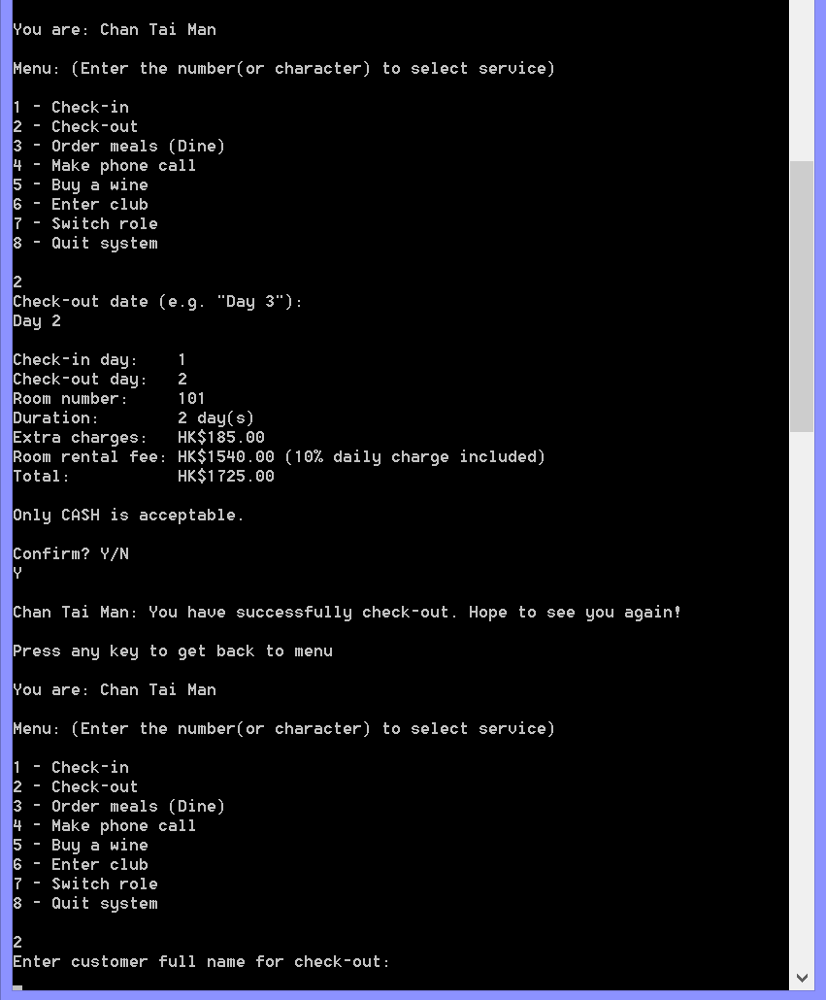 You are: Chan Tai Man
Menu: (Enter the number(or character) to select service)
1 - Check-in
2 - Check-out
3 - Order meals (Dine)
4 - Make phone call
5 - Buy a wine
6 - Enter club
7 - Switch role
8 - Quit system
2
Check-out date (e.g. "Day 3"):
Day 2
Check-in day:    1
Check-out day:   2
Room number:     101
Duration:        2 day(s)
Extra charges:   HK$185.00
Room rental fee: HK$1540.00 (10% daily charge included)
Total:           HK$1725.00
Only CASH is acceptable.
Confirm? Y/N
Y
Chan Tai Man: You have successfully check-out. Hope to see you again!
Press any key to get back to menu
You are: Chan Tai Man
Menu: (Enter the number(or character) to select service)
1 - Check-in
2 - Check-out
3 - Order meals (Dine)
4 - Make phone call
5 - Buy a wine
6 - Enter club
7 - Switch role
8 - Quit system
2
Enter customer full name for check-out: